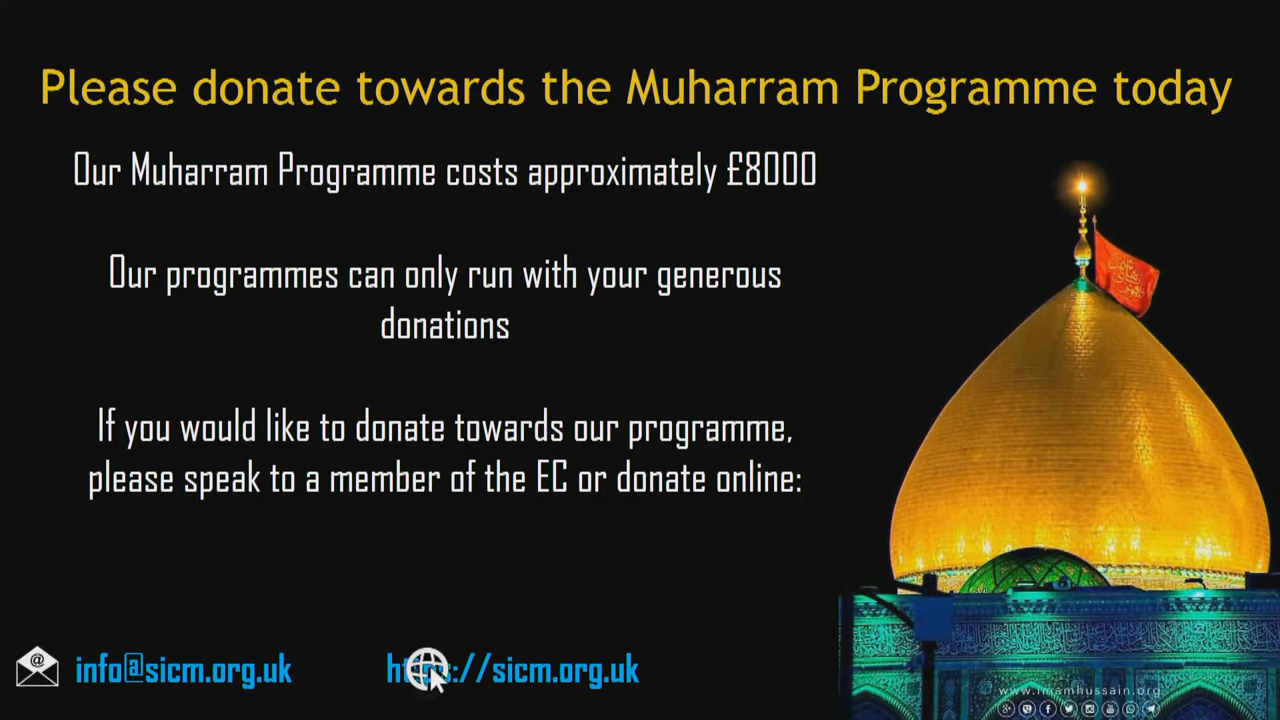 Please donate towards the Muharram Programme today
Our Muharram Programme costs approximately £8000
Our programmes can only run with your generous
donations
If you would like to donate towards our programme,
please speak to a member of the EC or donate online:
info@sicm.org.uk
https://sicm.org.uk
www.imamhussain.org